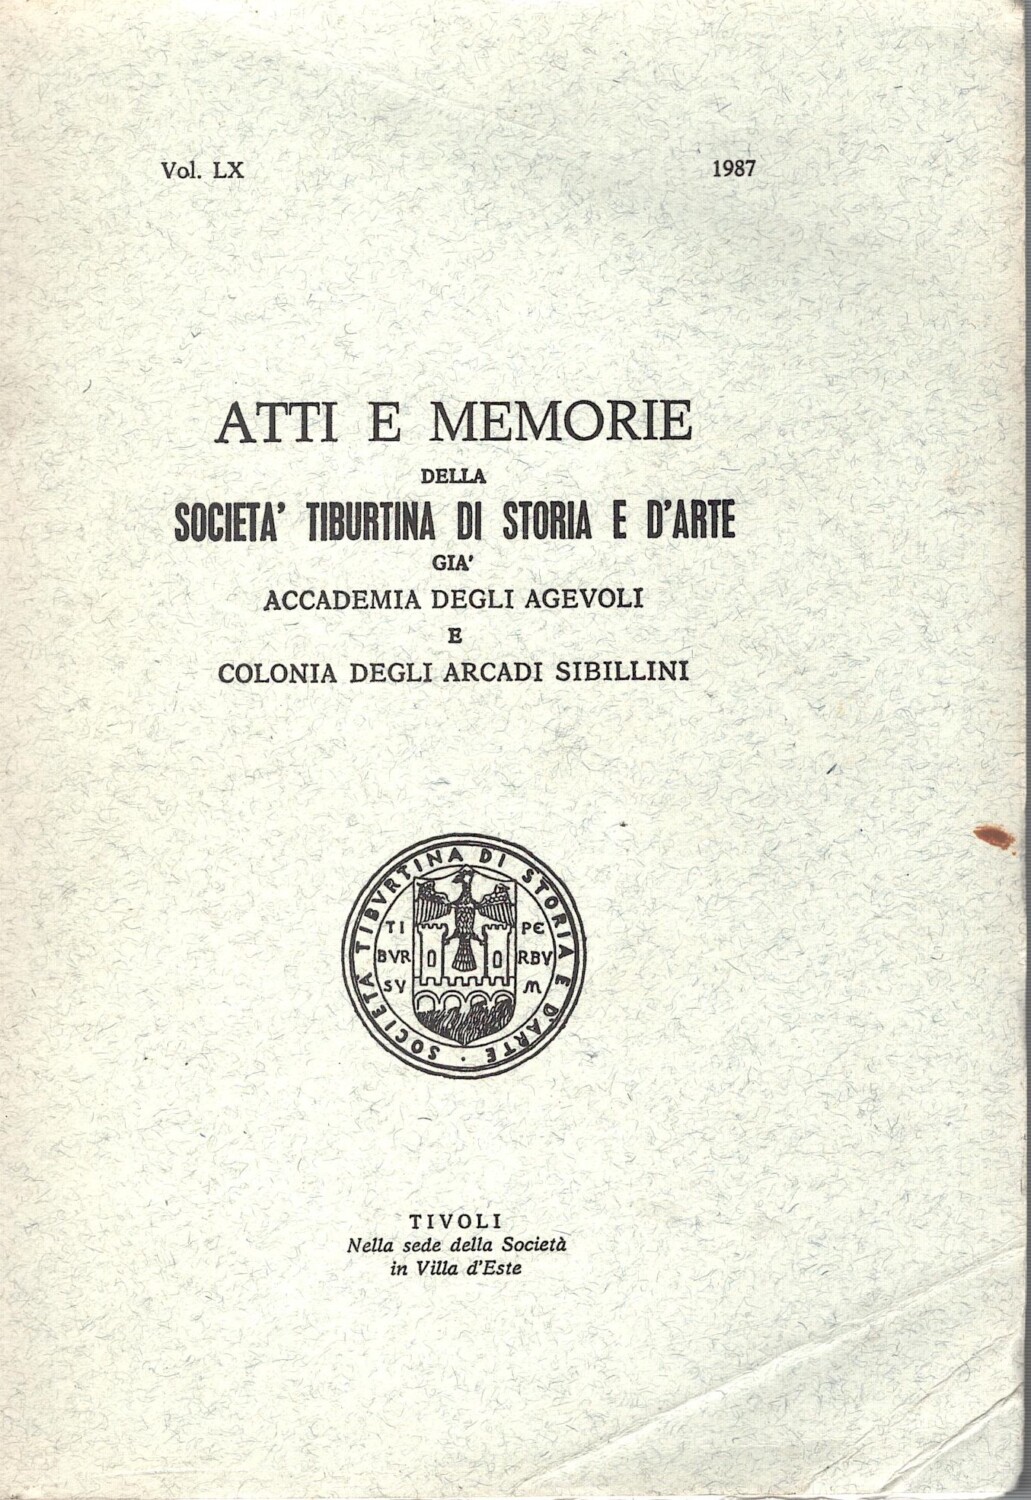 Vol. LX 1987
ATTI E MEMORIE
DELLA
SOCIETA' TIBURTINA DI STORIA E D'ARTE
GIA'
ACCADEMIA DEGLI AGEVOLI
E
COLONIA DEGLI ARCADI SIBILLINI
SOCIETA TIBVRTINA DI STORIA E D'ARTE ·
TI PE
BVR RBV
SV M
TIVOLI
Nella sede della Società
in Villa d'Este